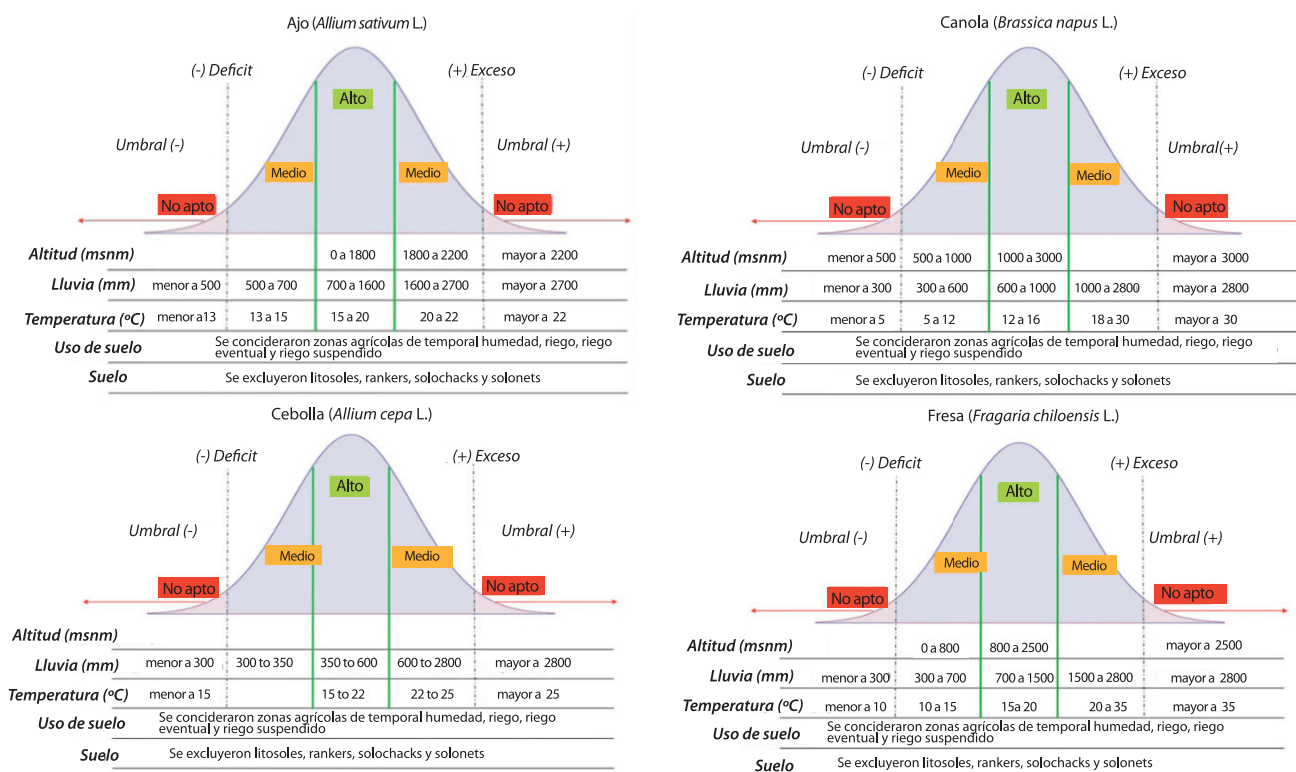 Ajo (Allium sativum L.)
(-) Deficit
(+) Exceso
Alto
Umbral (-)
Umbral (+)
Medio
Medio
No apto
No apto
Altitud (msnm) 0 a 1800 1800 a 2200 mayor a 2200
Lluvia (mm) menor a 500 500 a 700 700 a 1600 1600 a 2700 mayor a 2700
Temperatura (ºC) menor a13 13 a 15 15 a 20 20 a 22 mayor a 22
Uso de suelo Se concideraron zonas agrícolas de temporal humedad, riego, riego
eventual y riego suspendido
Suelo Se excluyeron litosoles, rankers, solochacks y solonets
Canola (Brassica napus L.)
(-) Deficit
(+) Exceso
Alto
Umbral (-)
Umbral(+)
Medio
Medio
No apto
No apto
Altitud (msnm) menor a 500 500 a 1000 1000 a 3000 mayor a 3000
Lluvia (mm) menor a 300 300 a 600 600 a 1000 1000 a 2800 mayor a 2800
Temperatura (ºC) menor a 5 5 a 12 12 a 16 18 a 30 mayor a 30
Uso de suelo Se concideraron zonas agrícolas de temporal humedad, riego, riego
eventual y riego suspendido
Suelo Se excluyeron litosoles, rankers, solochacks y solonets
Cebolla (Allium cepa L.)
(-) Deficit
(+) Exceso
Alto
Umbral (-)
Umbral (+)
Medio
Medio
No apto
No apto
Altitud (msnm)
Lluvia (mm) menor a 300 300 to 350 350 to 600 600 to 2800 mayor a 2800
Temperatura (ºC) menor a 15 15 to 22 22 to 25 mayor a 25
Uso de suelo Se concideraron zonas agrícolas de temporal humedad, riego, riego
eventual y riego suspendido
Suelo Se excluyeron litosoles, rankers, solochacks y solonets
Fresa (Fragaria chiloensis L.)
(-) Deficit
(+) Exceso
Alto
Umbral (-)
Umbral (+)
Medio
Medio
No apto
No apto
Altitud (msnm) 0 a 800 800 a 2500 mayor a 2500
Lluvia (mm) menor a 300 300 a 700 700 a 1500 1500 a 2800 mayor a 2800
Temperatura (ºC) menor a 10 10 a 15 15a 20 20 a 35 mayor a 35
Uso de suelo Se concideraron zonas agrícolas de temporal humedad, riego, riego
eventual y riego suspendido
Suelo Se excluyeron litosoles, rankers, solochacks y solonets